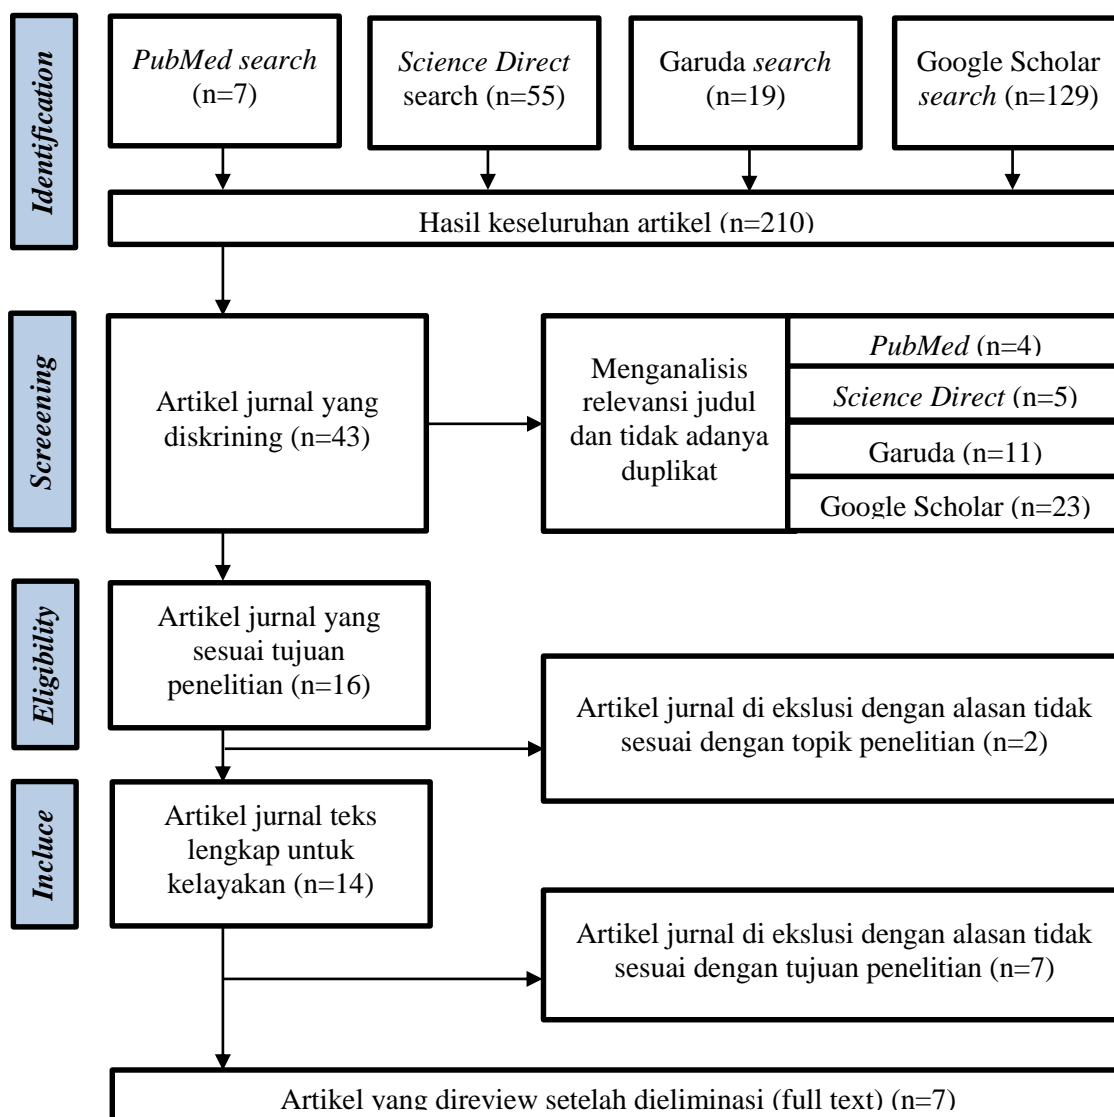 Identification
PubMed search
(n=7)
Science Direct
search (n=55)
Garuda search
(n=19)
Google Scholar
search (n=129)
Hasil keseluruhan artikel (n=210)
Screeening
Artikel jurnal yang
diskrining (n=43)
Menganalisis
relevansi judul
dan tidak adanya
duplikat
PubMed (n=4)
Science Direct (n=5)
Garuda (n=11)
Google Scholar (n=23)
Eligibility
Artikel jurnal yang
sesuai tujuan
penelitian (n=16)
Artikel jurnal di ekslusi dengan alasan tidak
sesuai dengan topik penelitian (n=2)
Incluce
Artikel jurnal teks
lengkap untuk
kelayakan (n=14)
Artikel jurnal di ekslusi dengan alasan tidak
sesuai dengan tujuan penelitian (n=7)
Artikel yang direview setelah dieliminasi (full text) (n=7)